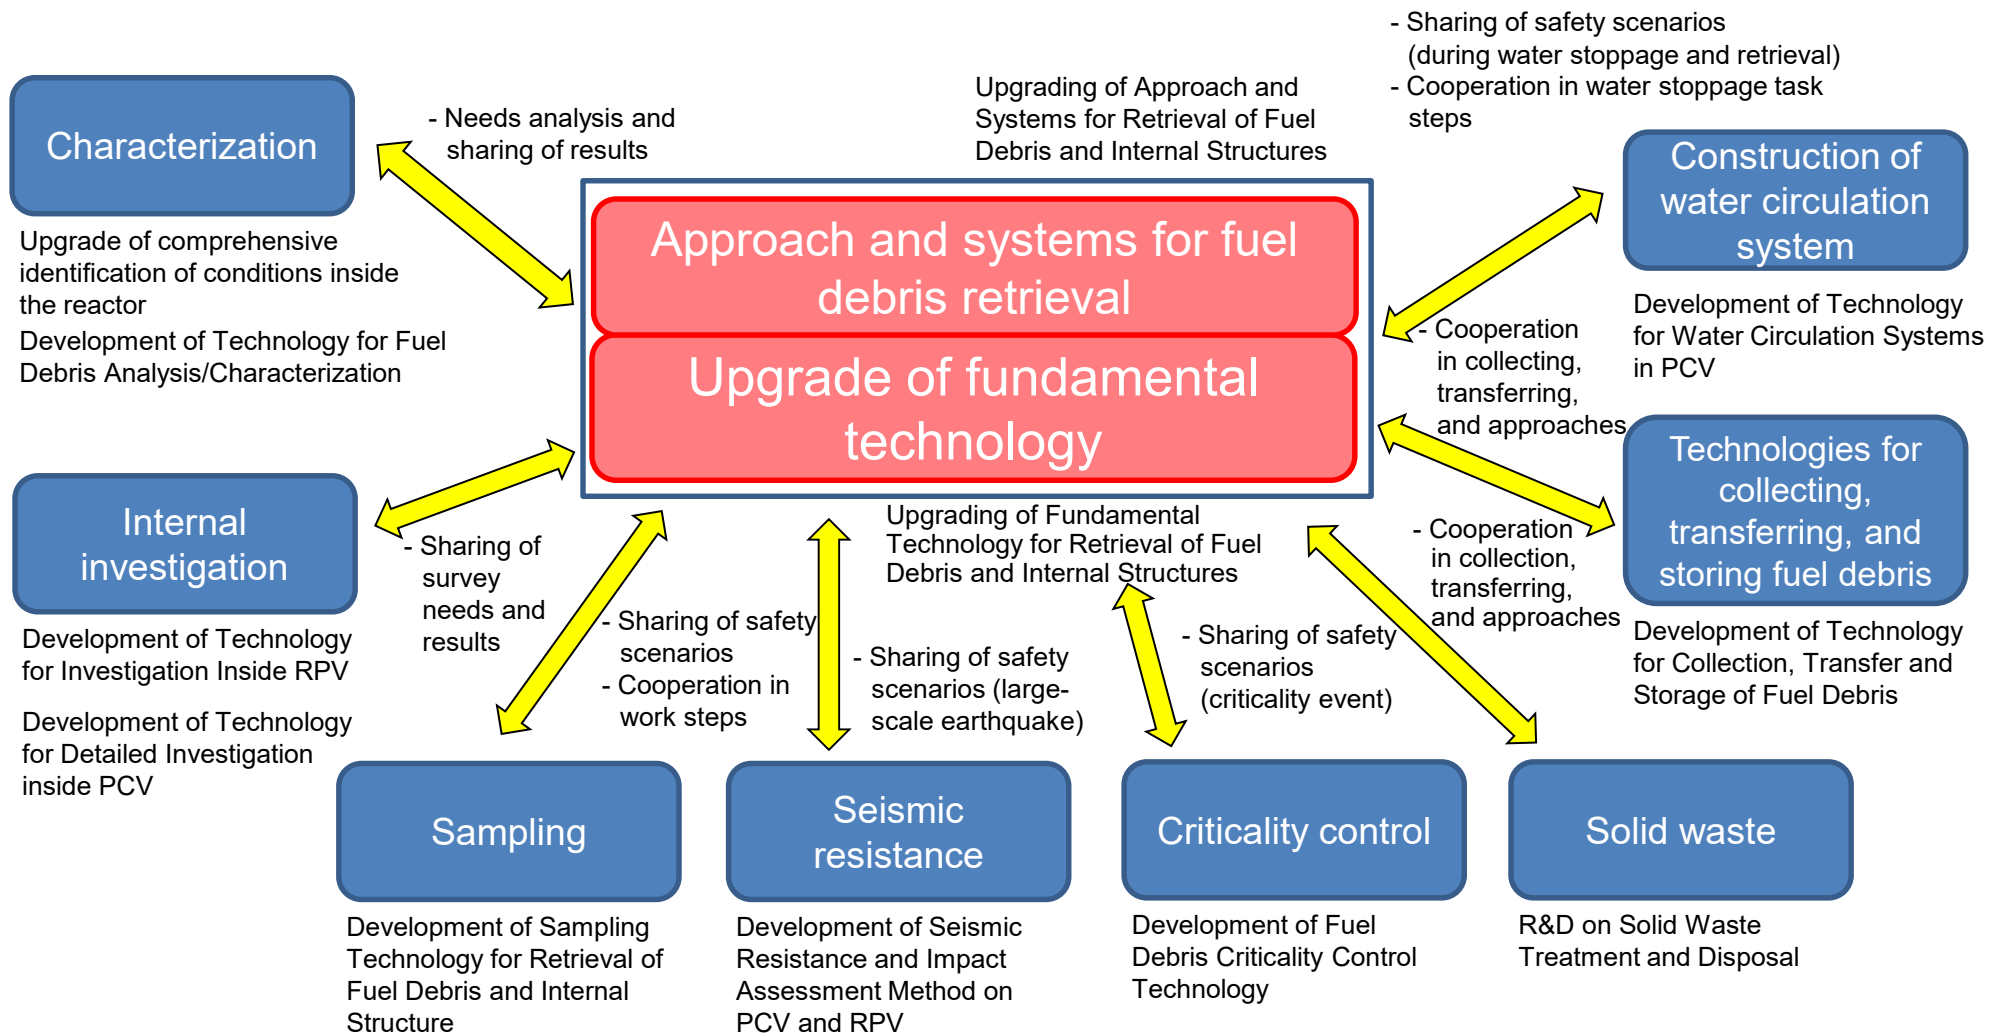 - Sharing of safety scenarios
(during water stoppage and retrieval)
- Cooperation in water stoppage task
steps
Characterization
- Needs analysis and
sharing of results
Upgrading of Approach and
Systems for Retrieval of Fuel
Debris and Internal Structures
Construction of
water circulation
system
Upgrade of comprehensive
identification of conditions inside
the reactor
Development of Technology for Fuel
Debris Analysis/Characterization
Approach and systems for fuel
debris retrieval
Upgrade of fundamental
technology
Development of Technology
for Water Circulation Systems
in PCV
- Cooperation
in collecting,
transferring,
and approaches
Technologies for
collecting,
transferring, and
storing fuel debris
Internal
investigation
- Sharing of
survey
needs and
results
Upgrading of Fundamental
Technology for Retrieval of Fuel
Debris and Internal Structures
- Cooperation
in collection,
transferring,
and approaches
Development of Technology
for Investigation Inside RPV
Development of Technology
for Detailed Investigation
inside PCV
- Sharing of safety
scenarios
- Cooperation in
work steps
- Sharing of safety
scenarios (large-
scale earthquake)
- Sharing of safety
scenarios
(criticality event)
Development of Technology
for Collection, Transfer and
Storage of Fuel Debris
Sampling
Seismic
resistance
Criticality control
Solid waste
Development of Sampling
Technology for Retrieval of
Fuel Debris and Internal
Structure
Development of Seismic
Resistance and Impact
Assessment Method on
PCV and RPV
Development of Fuel
Debris Criticality Control
Technology
R&D on Solid Waste
Treatment and Disposal